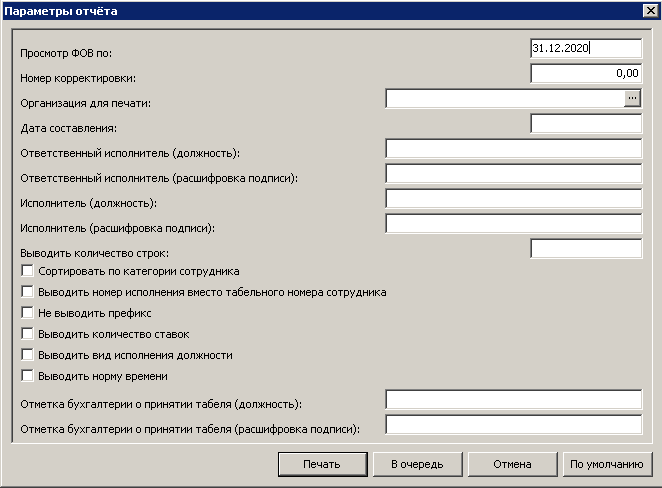 Параметры отчёта
Просмотр ФОВ по: 31.12.2020
Номер корректировки: 0,00
Организация для печати: ...
Дата составления:
Ответственный исполнитель (должность):
Ответственный исполнитель (расшифровка подписи):
Исполнитель (должность):
Исполнитель (расшифровка подписи):
Выводить количество строк:
Сортировать по категории сотрудника
Выводить номер исполнения вместо табельного номера сотрудника
Не выводить префикс
Выводить количество ставок
Выводить вид исполнения должности
Выводить норму времени
Отметка бухгалтерии о принятии табеля (должность):
Отметка бухгалтерии о принятии табеля (расшифровка подписи):
Печать В очередь Отмена По умолчанию